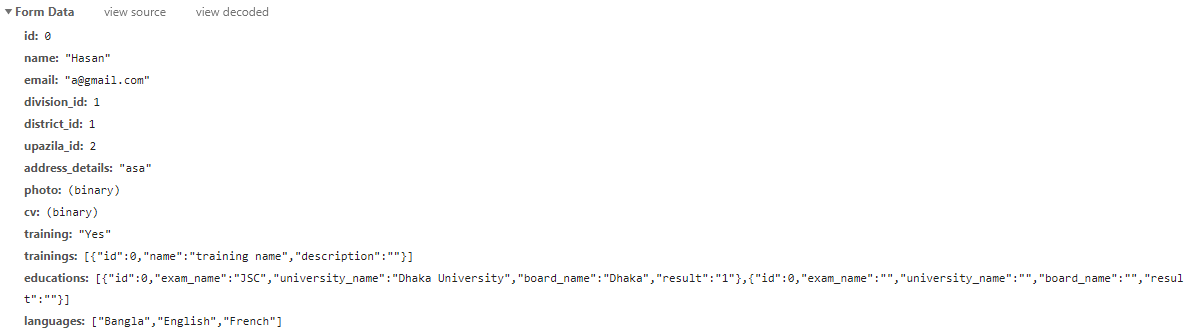 Form Data view source view decoded
id: 0
name: "Hasan"
email: "a@gmail.com"
division_id: 1
district_id: 1
upazila_id: 2
address_details: "asa"
photo: (binary)
cv: (binary)
training: "Yes"
trainings: [{"id":0,"name":"training name","description":""}]
educations: [{"id":0,"exam_name":"JSC","university_name":"Dhaka University","board_name":"Dhaka","result":"1"},{"id":0,"exam_name":"","university_name":"","board_name":"","resul
t":""}]
languages: ["Bangla","English","French"]